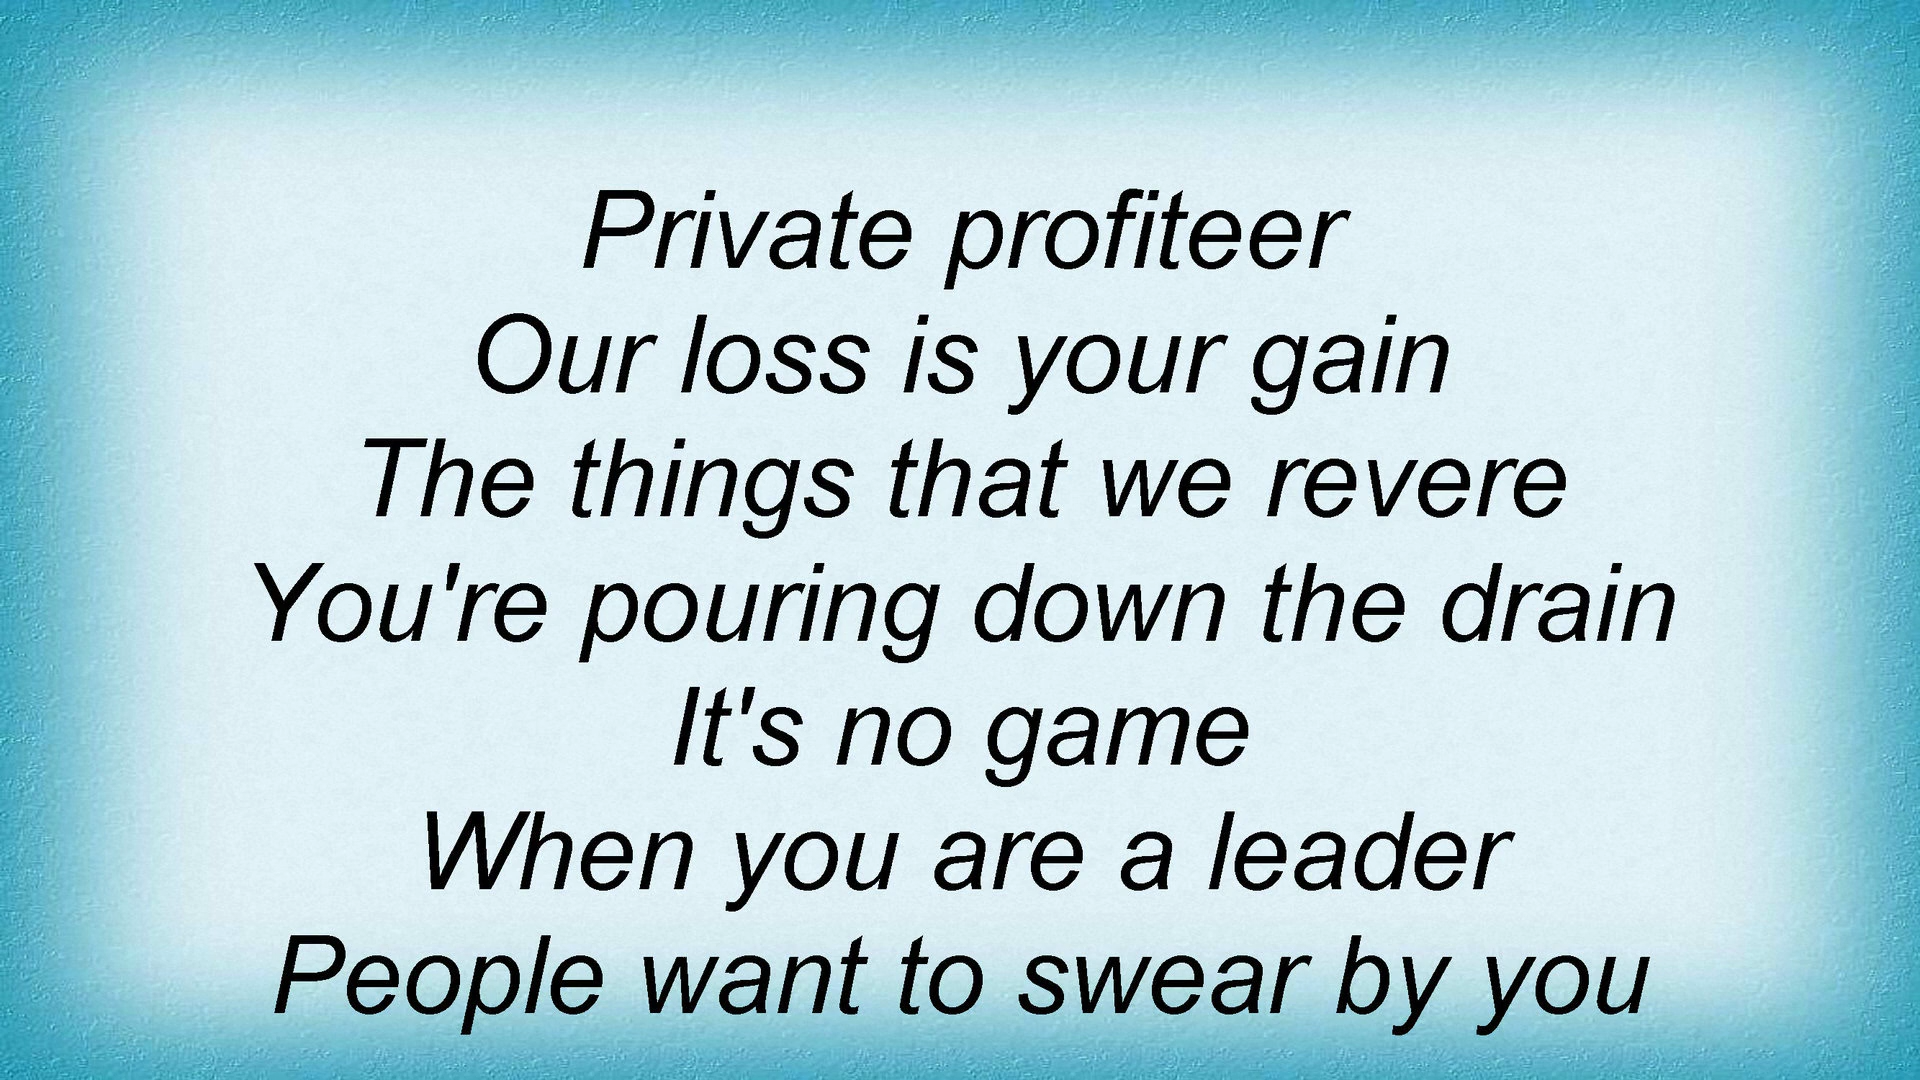 Private profiteer
Our loss is your gain
The things that we revere
You're pouring down the drain
It's no game
When you are a leader
People want to swear by you